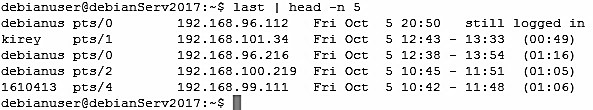 debianuser@debianServ2017:~$ last | head -n 5
debianus pts/0 192.168.96.112 Fri Oct 5 20:50 still logged in
kirey pts/1 192.168.101.34 Fri Oct 5 12:43 - 13:33 (00:49)
debianus pts/0 192.168.96.216 Fri Oct 5 12:38 - 13:54 (01:16)
debianus pts/2 192.168.100.219 Fri Oct 5 10:45 - 11:51 (01:05)
1610413 pts/4 192.168.99.111 Fri Oct 5 10:42 - 11:48 (01:06)
debianuser@debianServ2017:~$